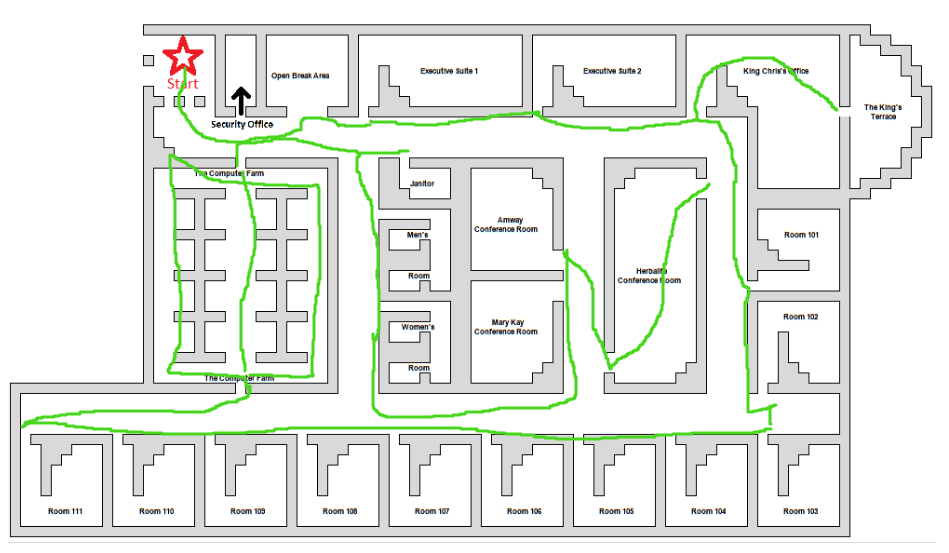 Start
Open Break Area
Executive Suite 1
Executive Suite 2
King Chris's Office
The King's
Terrace
Security Office
The Computer Farm
Janitor
Amway
Conference Room
Men's
Room
Herbalife
Conference Room
Room 101
Women's
Room
Mary Kay
Conference Room
Room 102
The Computer Farm
Room 111
Room 110
Room 109
Room 108
Room 107
Room 106
Room 105
Room 104
Room 103